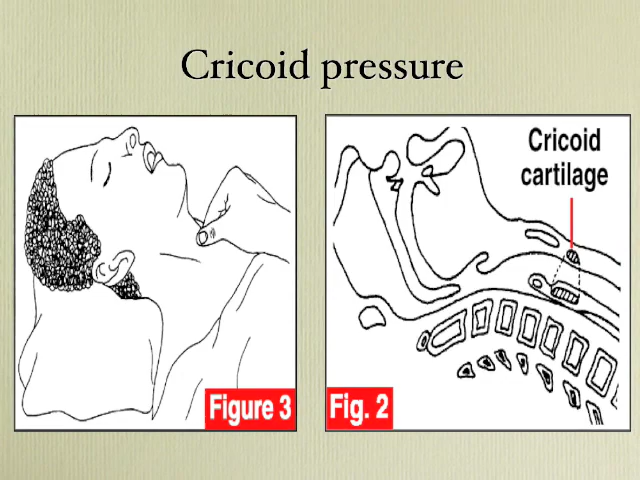 Cricoid pressure
Cricoid
cartilage
Figure 3
Fig. 2